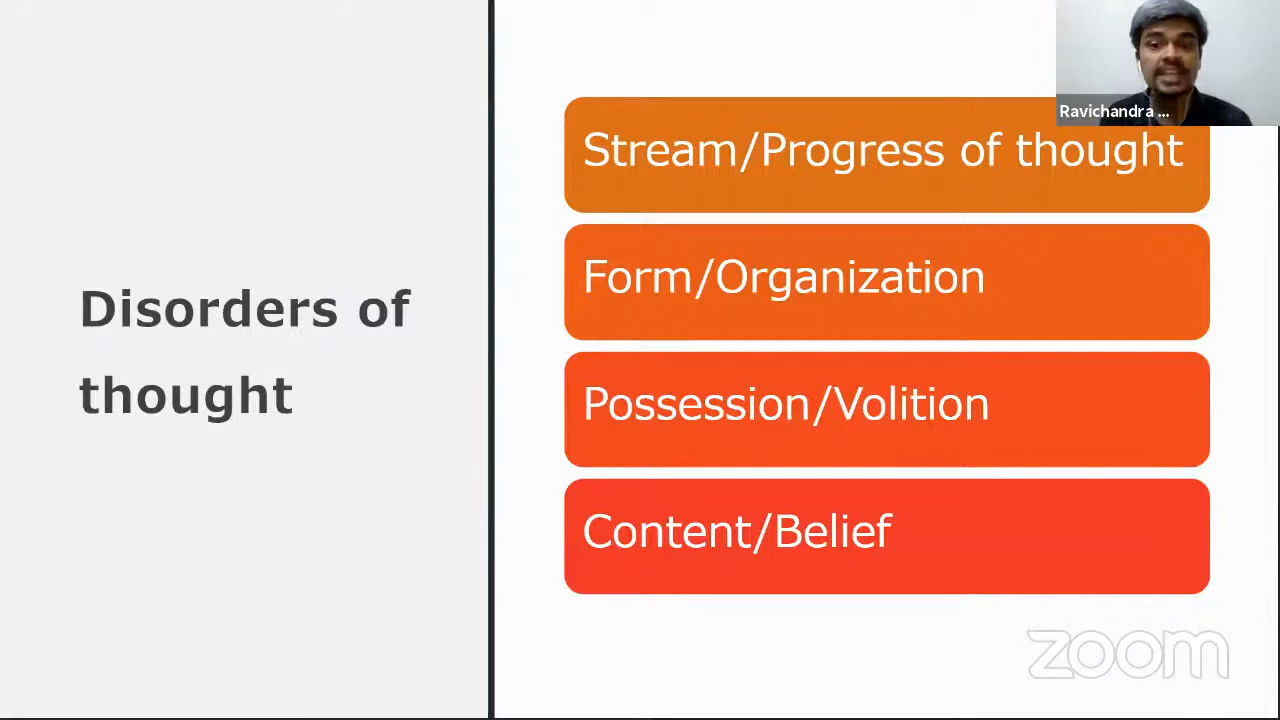 Disorders of
thought
Stream/Progress of thought
Form/Organization
Possession/Volition
Content/Belief
Ravichandra ...
zoom